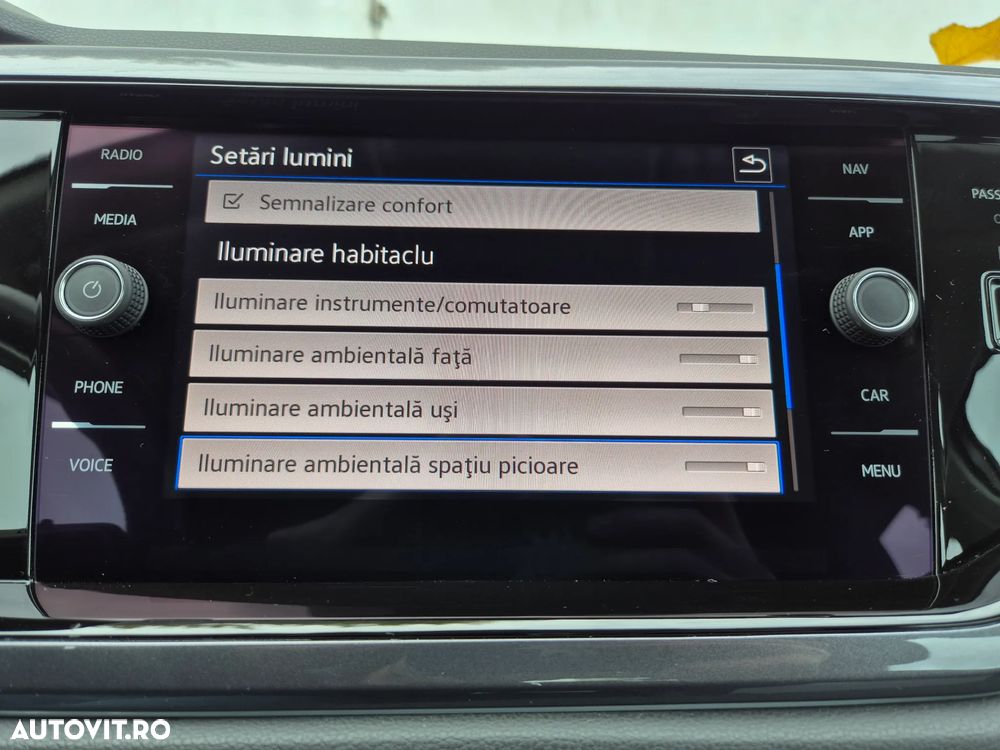 RADIO
MEDIA
PHONE
VOICE
Setări lumini
Semnalizare confort
Iluminare habitaclu
Iluminare instrumente/comutatoare
Iluminare ambientală faţă
Iluminare ambientală uşi
Iluminare ambientală spaţiu picioare
NAV
APP
CAR
MENU
PASS
AUTOVIT.RO